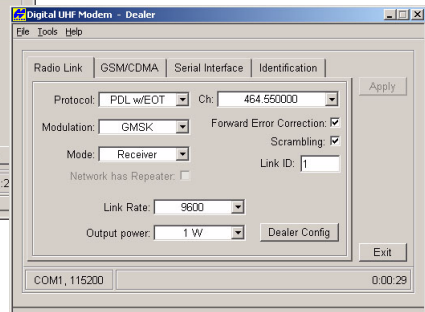 Digital UHF Modem - Dealer
File Tools Help
Radio Link GSM/CDMA Serial Interface Identification
Apply
Protocol: PDL w/EOT Ch: 464.550000
Modulation: GMSK Forward Error Correction:
Scrambling:
Mode: Receiver Link ID: 1
Network has Repeater:
Link Rate: 9600
Output power: 1 W Dealer Config
Exit
COM1, 115200 0:00:29
:2